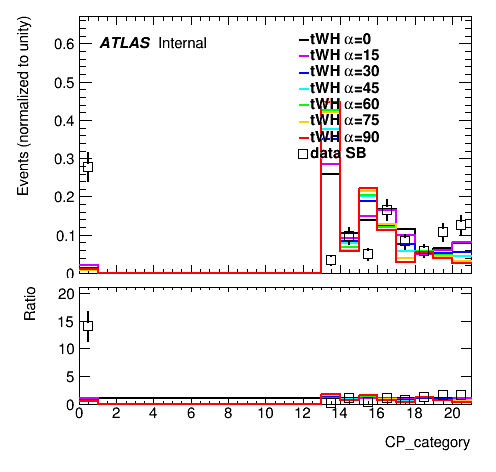 ATLAS Internal
tWH α=0
tWH α=15
tWH α=30
tWH α=45
tWH α=60
tWH α=75
tWH α=90
data SB
Events (normalized to unity)
0.6
0.5
0.4
0.3
0.2
0.1
0
Ratio
20
15
10
5
0
0 2 4 6 8 10 12 14 16 18 20
CP_category